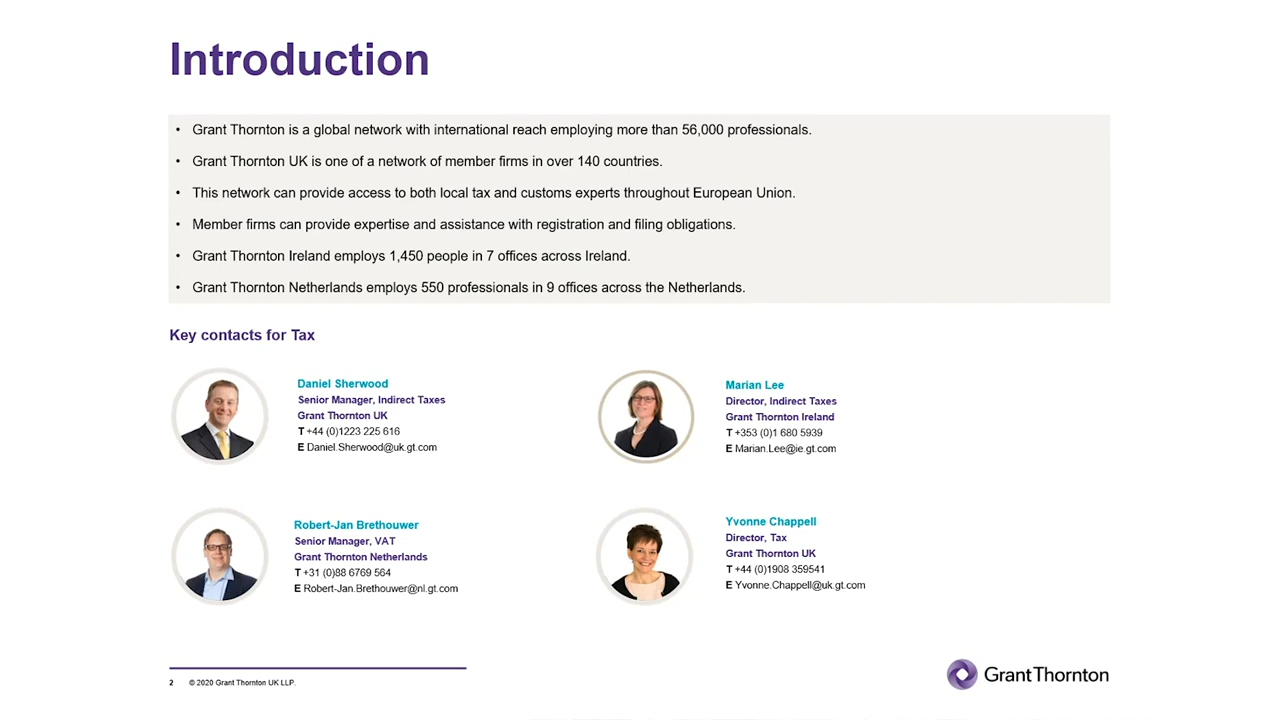 Introduction
• Grant Thornton is a global network with international reach employing more than 56,000 professionals.
• Grant Thornton UK is one of a network of member firms in over 140 countries.
• This network can provide access to both local tax and customs experts throughout European Union.
• Member firms can provide expertise and assistance with registration and filing obligations.
• Grant Thornton Ireland employs 1,450 people in 7 offices across Ireland.
• Grant Thornton Netherlands employs 550 professionals in 9 offices across the Netherlands.
Key contacts for Tax
Daniel Sherwood
Senior Manager, Indirect Taxes
Grant Thornton UK
T +44 (0)1223 225 616
E Daniel.Sherwood@uk.gt.com
Marian Lee
Director, Indirect Taxes
Grant Thornton Ireland
T +353 (0)1 680 5939
E Marian.Lee@ie.gt.com
Robert-Jan Brethouwer
Senior Manager, VAT
Grant Thornton Netherlands
T +31 (0)88 6769 564
E Robert-Jan.Brethouwer@nl.gt.com
Yvonne Chappell
Director, Tax
Grant Thornton UK
T +44 (0)1908 359541
E Yvonne.Chappell@uk.gt.com
2 © 2020 Grant Thornton UK LLP.
GrantThornton